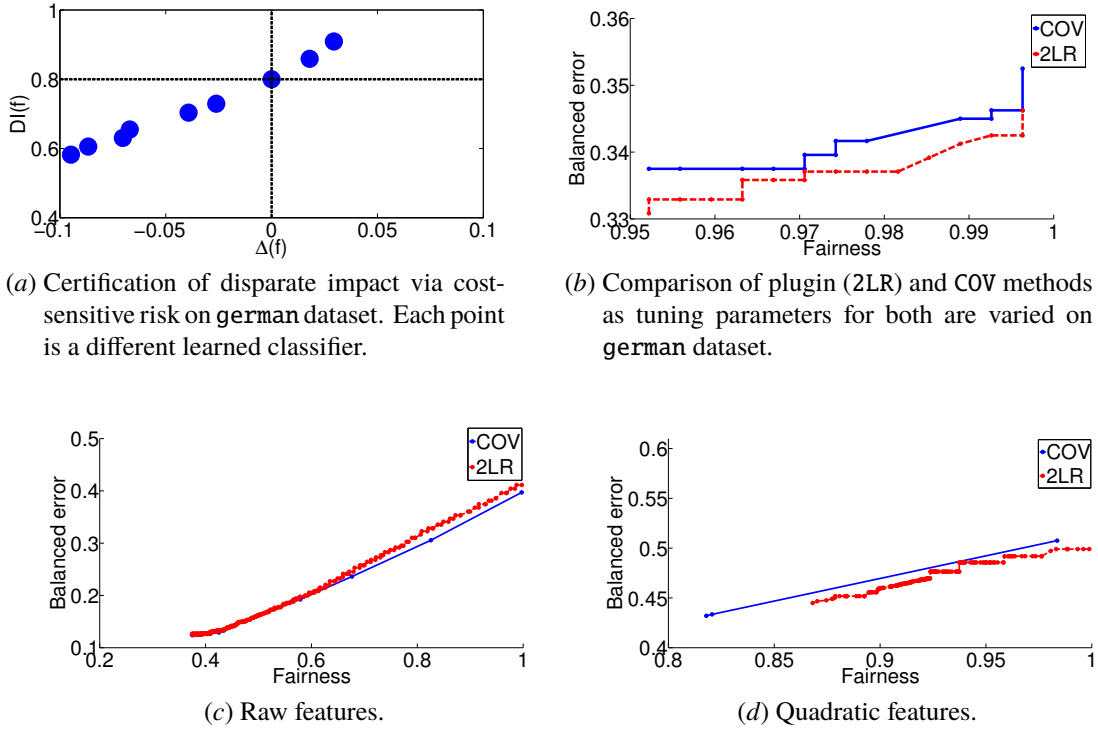 1
0.8
0.6
0.4
DI(f)
−0.1
−0.05
0
0.05
0.1
Δ(f)
(a) Certification of disparate impact via cost-
sensitive risk on german dataset. Each point
is a different learned classifier.
0.36
0.35
0.34
0.33
Balanced error
COV
2LR
0.95
0.96
0.97
0.98
0.99
1
Fairness
(b) Comparison of plugin (2LR) and COV methods
as tuning parameters for both are varied on
german dataset.
0.5
0.4
0.3
0.2
0.1
Balanced error
COV
2LR
0.2
0.4
0.6
0.8
1
Fairness
(c) Raw features.
0.6
0.55
0.5
0.45
0.4
Balanced error
COV
2LR
0.8
0.85
0.9
0.95
1
Fairness
(d) Quadratic features.